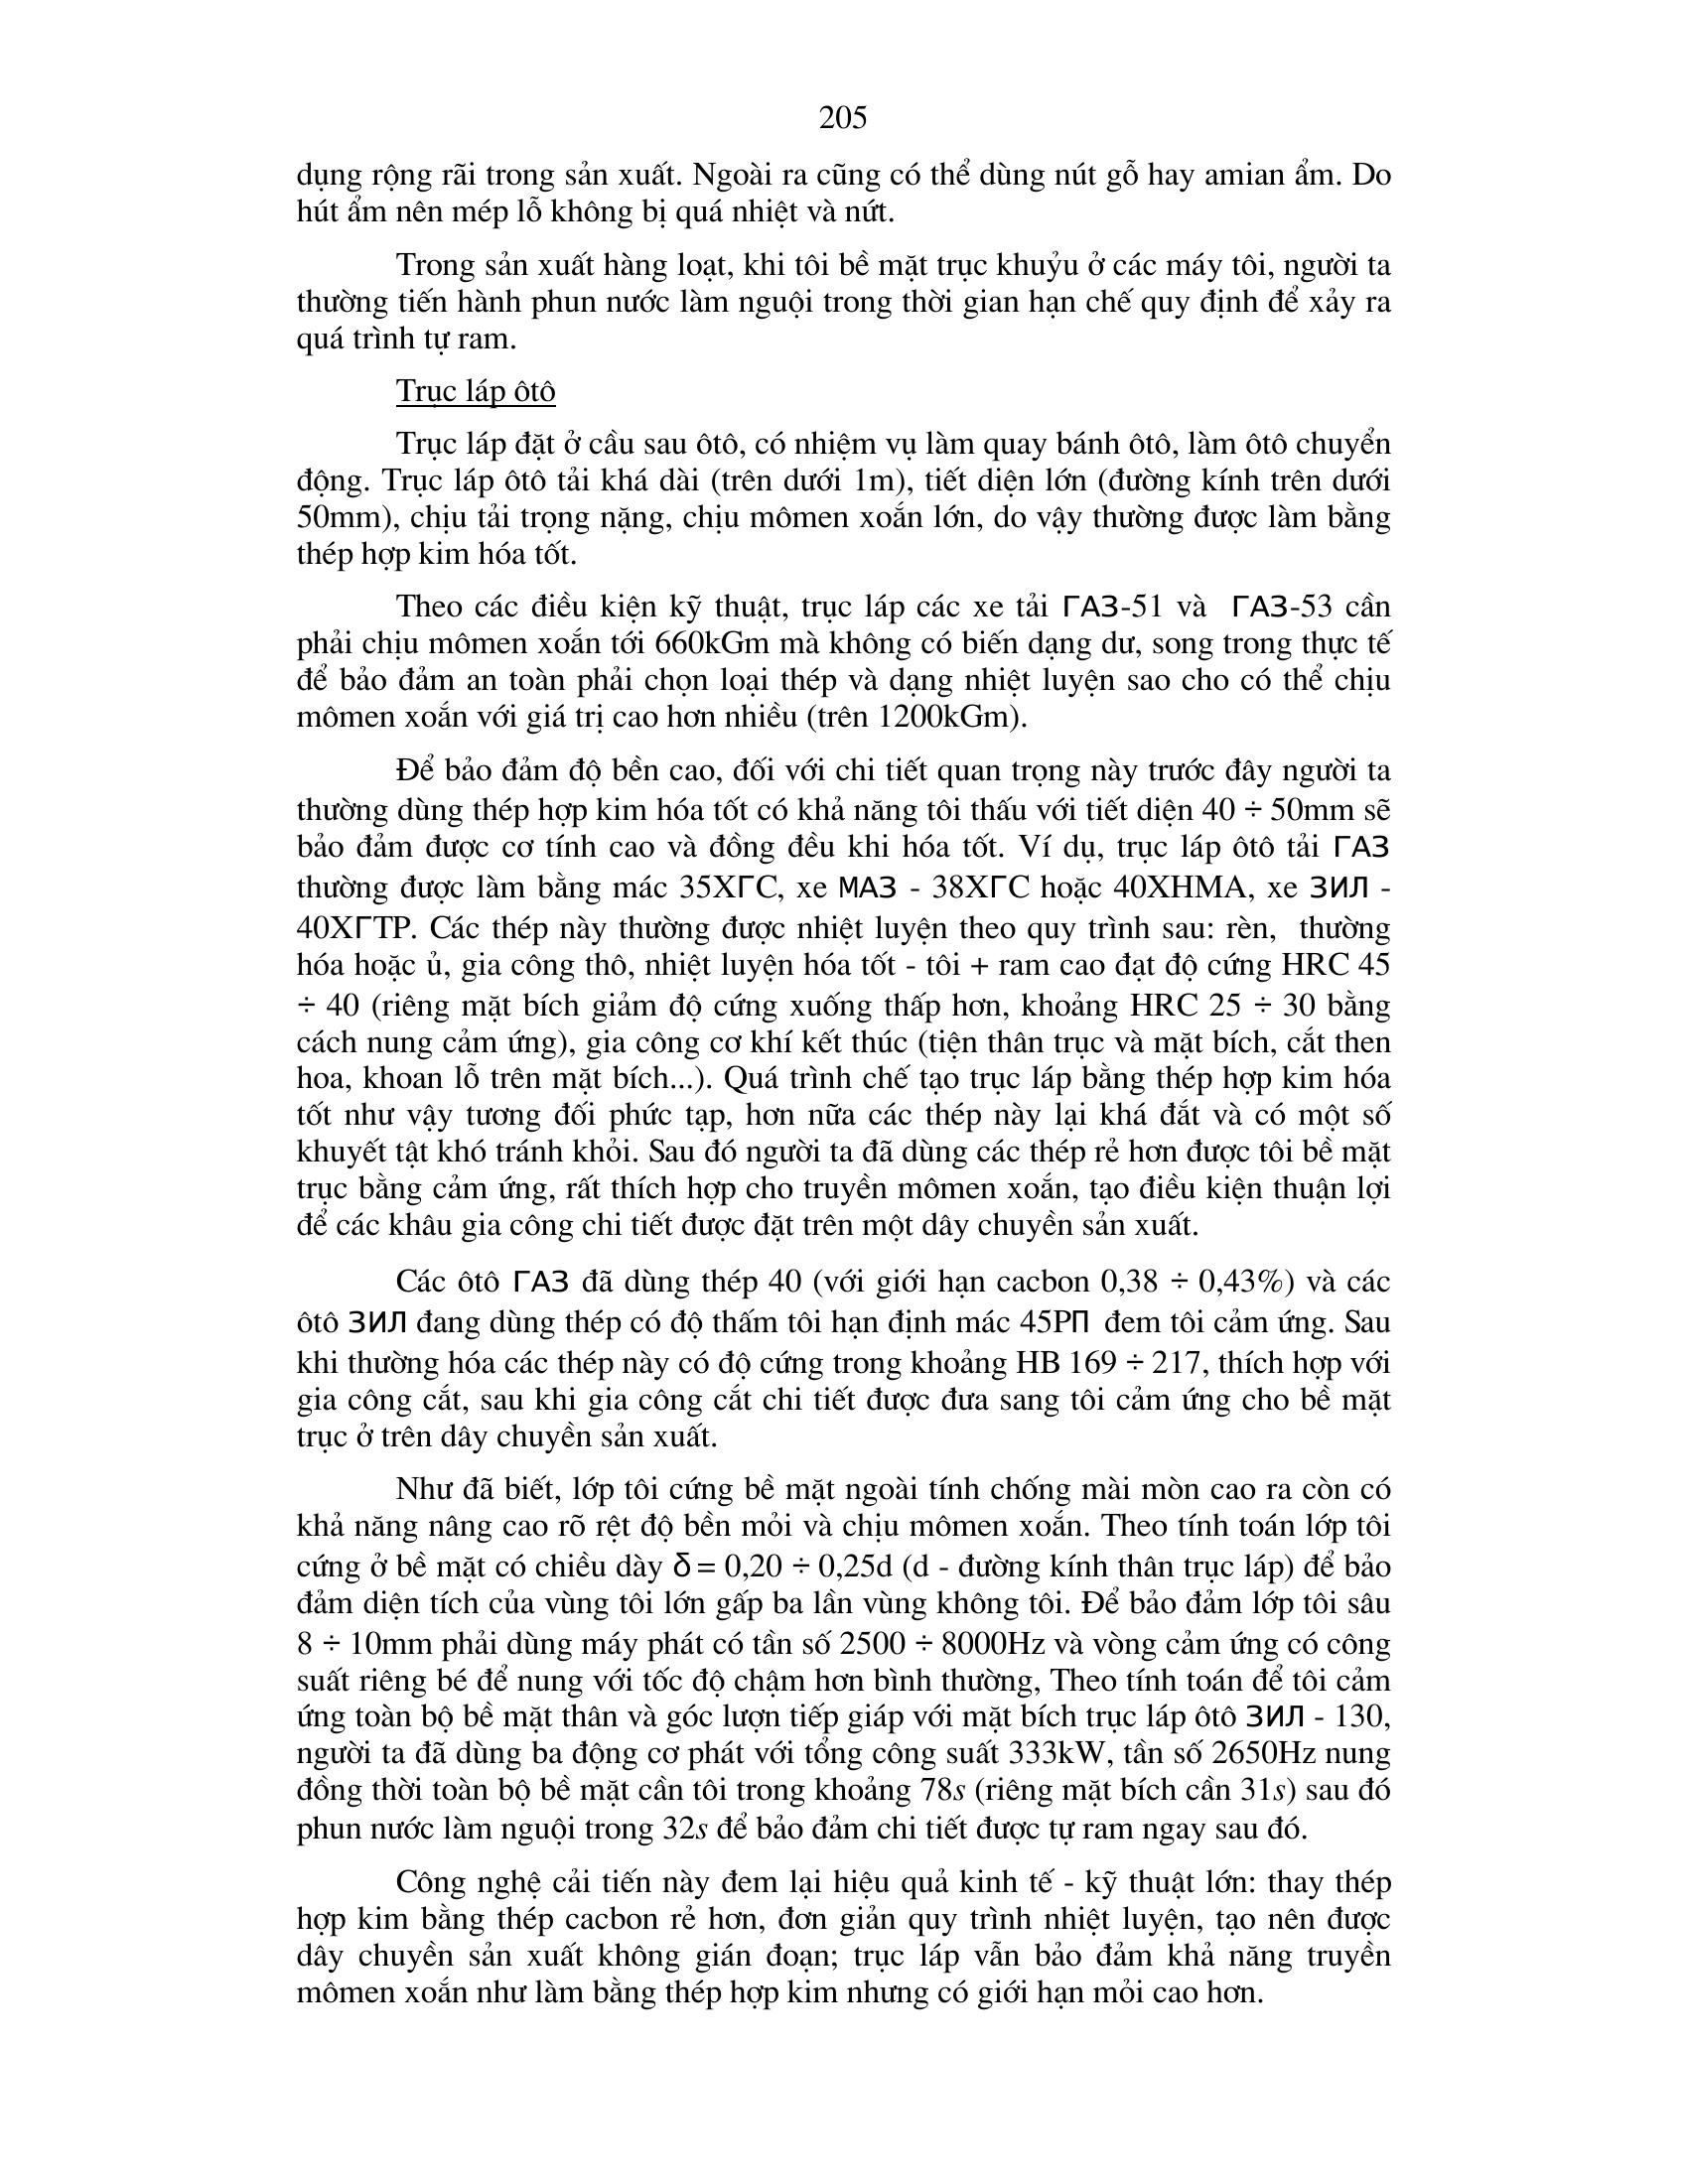 205
dụng rộng rãi trong sản xuất. Ngoài ra cũng có thể dùng nút gỗ hay amian ẩm. Do
hút ẩm nên mép lỗ không bị quá nhiệt và nứt.
Trong sản xuất hàng loạt, khi tôi bề mặt trục khuỷu ở các máy tôi, người ta
thường tiến hành phun nước làm nguội trong thời gian hạn chế quy định để xảy ra
quá trình tự ram.
Trục láp ôtô
Trục láp đặt ở cầu sau ôtô, có nhiệm vụ làm quay bánh ôtô, làm ôtô chuyển
động. Trục láp ôtô tải khá dài (trên dưới 1m), tiết diện lớn (đường kính trên dưới
50mm), chịu tải trọng nặng, chịu mômen xoắn lớn, do vậy thường được làm bằng
thép hợp kim hóa tốt.
Theo các điều kiện kỹ thuật, trục láp các xe tải ГАЗ-51 và ГАЗ-53 cần
phải chịu mômen xoắn tới 660kGm mà không có biến dạng dư, song trong thực tế
để bảo đảm an toàn phải chọn loại thép và dạng nhiệt luyện sao cho có thể chịu
mômen xoắn với giá trị cao hơn nhiều (trên 1200kGm).
Để bảo đảm độ bền cao, đối với chi tiết quan trọng này trước đây người ta
thường dùng thép hợp kim hóa tốt có khả năng tôi thấu với tiết diện 40 ÷ 50mm sẽ
bảo đảm được cơ tính cao và đồng đều khi hóa tốt. Ví dụ, trục láp ôtô tải ГАЗ
thường được làm bằng mác 35XГC, xe МАЗ - 38XГC hoặc 40XHMA, xe ЗИЛ -
40XГTP. Các thép này thường được nhiệt luyện theo quy trình sau: rèn, thường
hóa hoặc ủ, gia công thô, nhiệt luyện hóa tốt - tôi + ram cao đạt độ cứng HRC 45
÷ 40 (riêng mặt bích giảm độ cứng xuống thấp hơn, khoảng HRC 25 ÷ 30 bằng
cách nung cảm ứng), gia công cơ khí kết thúc (tiện thân trục và mặt bích, cắt then
hoa, khoan lỗ trên mặt bích...). Quá trình chế tạo trục láp bằng thép hợp kim hóa
tốt như vậy tương đối phức tạp, hơn nữa các thép này lại khá đắt và có một số
khuyết tật khó tránh khỏi. Sau đó người ta đã dùng các thép rẻ hơn được tôi bề mặt
trục bằng cảm ứng, rất thích hợp cho truyền mômen xoắn, tạo điều kiện thuận lợi
để các khâu gia công chi tiết được đặt trên một dây chuyền sản xuất.
Các ôtô ГАЗ đã dùng thép 40 (với giới hạn cacbon 0,38 ÷ 0,43%) và các
ôtô ЗИЛ đang dùng thép có độ thấm tôi hạn định mác 45PП đem tôi cảm ứng. Sau
khi thường hóa các thép này có độ cứng trong khoảng HB 169 ÷ 217, thích hợp với
gia công cắt, sau khi gia công cắt chi tiết được đưa sang tôi cảm ứng cho bề mặt
trục ở trên dây chuyền sản xuất.
Như đã biết, lớp tôi cứng bề mặt ngoài tính chống mài mòn cao ra còn có
khả năng nâng cao rõ rệt độ bền mỏi và chịu mômen xoắn. Theo tính toán lớp tôi
cứng ở bề mặt có chiều dày δ = 0,20 ÷ 0,25d (d - đường kính thân trục láp) để bảo
đảm diện tích của vùng tôi lớn gấp ba lần vùng không tôi. Để bảo đảm lớp tôi sâu
8 ÷ 10mm phải dùng máy phát có tần số 2500 ÷ 8000Hz và vòng cảm ứng có công
suất riêng bé để nung với tốc độ chậm hơn bình thường, Theo tính toán để tôi cảm
ứng toàn bộ bề mặt thân và góc lượn tiếp giáp với mặt bích trục láp ôtô ЗИЛ - 130,
người ta đã dùng ba động cơ phát với tổng công suất 333kW, tần số 2650Hz nung
đồng thời toàn bộ bề mặt cần tôi trong khoảng 78s (riêng mặt bích cần 31s) sau đó
phun nước làm nguội trong 32s để bảo đảm chi tiết được tự ram ngay sau đó.
Công nghệ cải tiến này đem lại hiệu quả kinh tế - kỹ thuật lớn: thay thép
hợp kim bằng thép cacbon rẻ hơn, đơn giản quy trình nhiệt luyện, tạo nên được
dây chuyền sản xuất không gián đoạn; trục láp vẫn bảo đảm khả năng truyền
mômen xoắn như làm bằng thép hợp kim nhưng có giới hạn mỏi cao hơn.